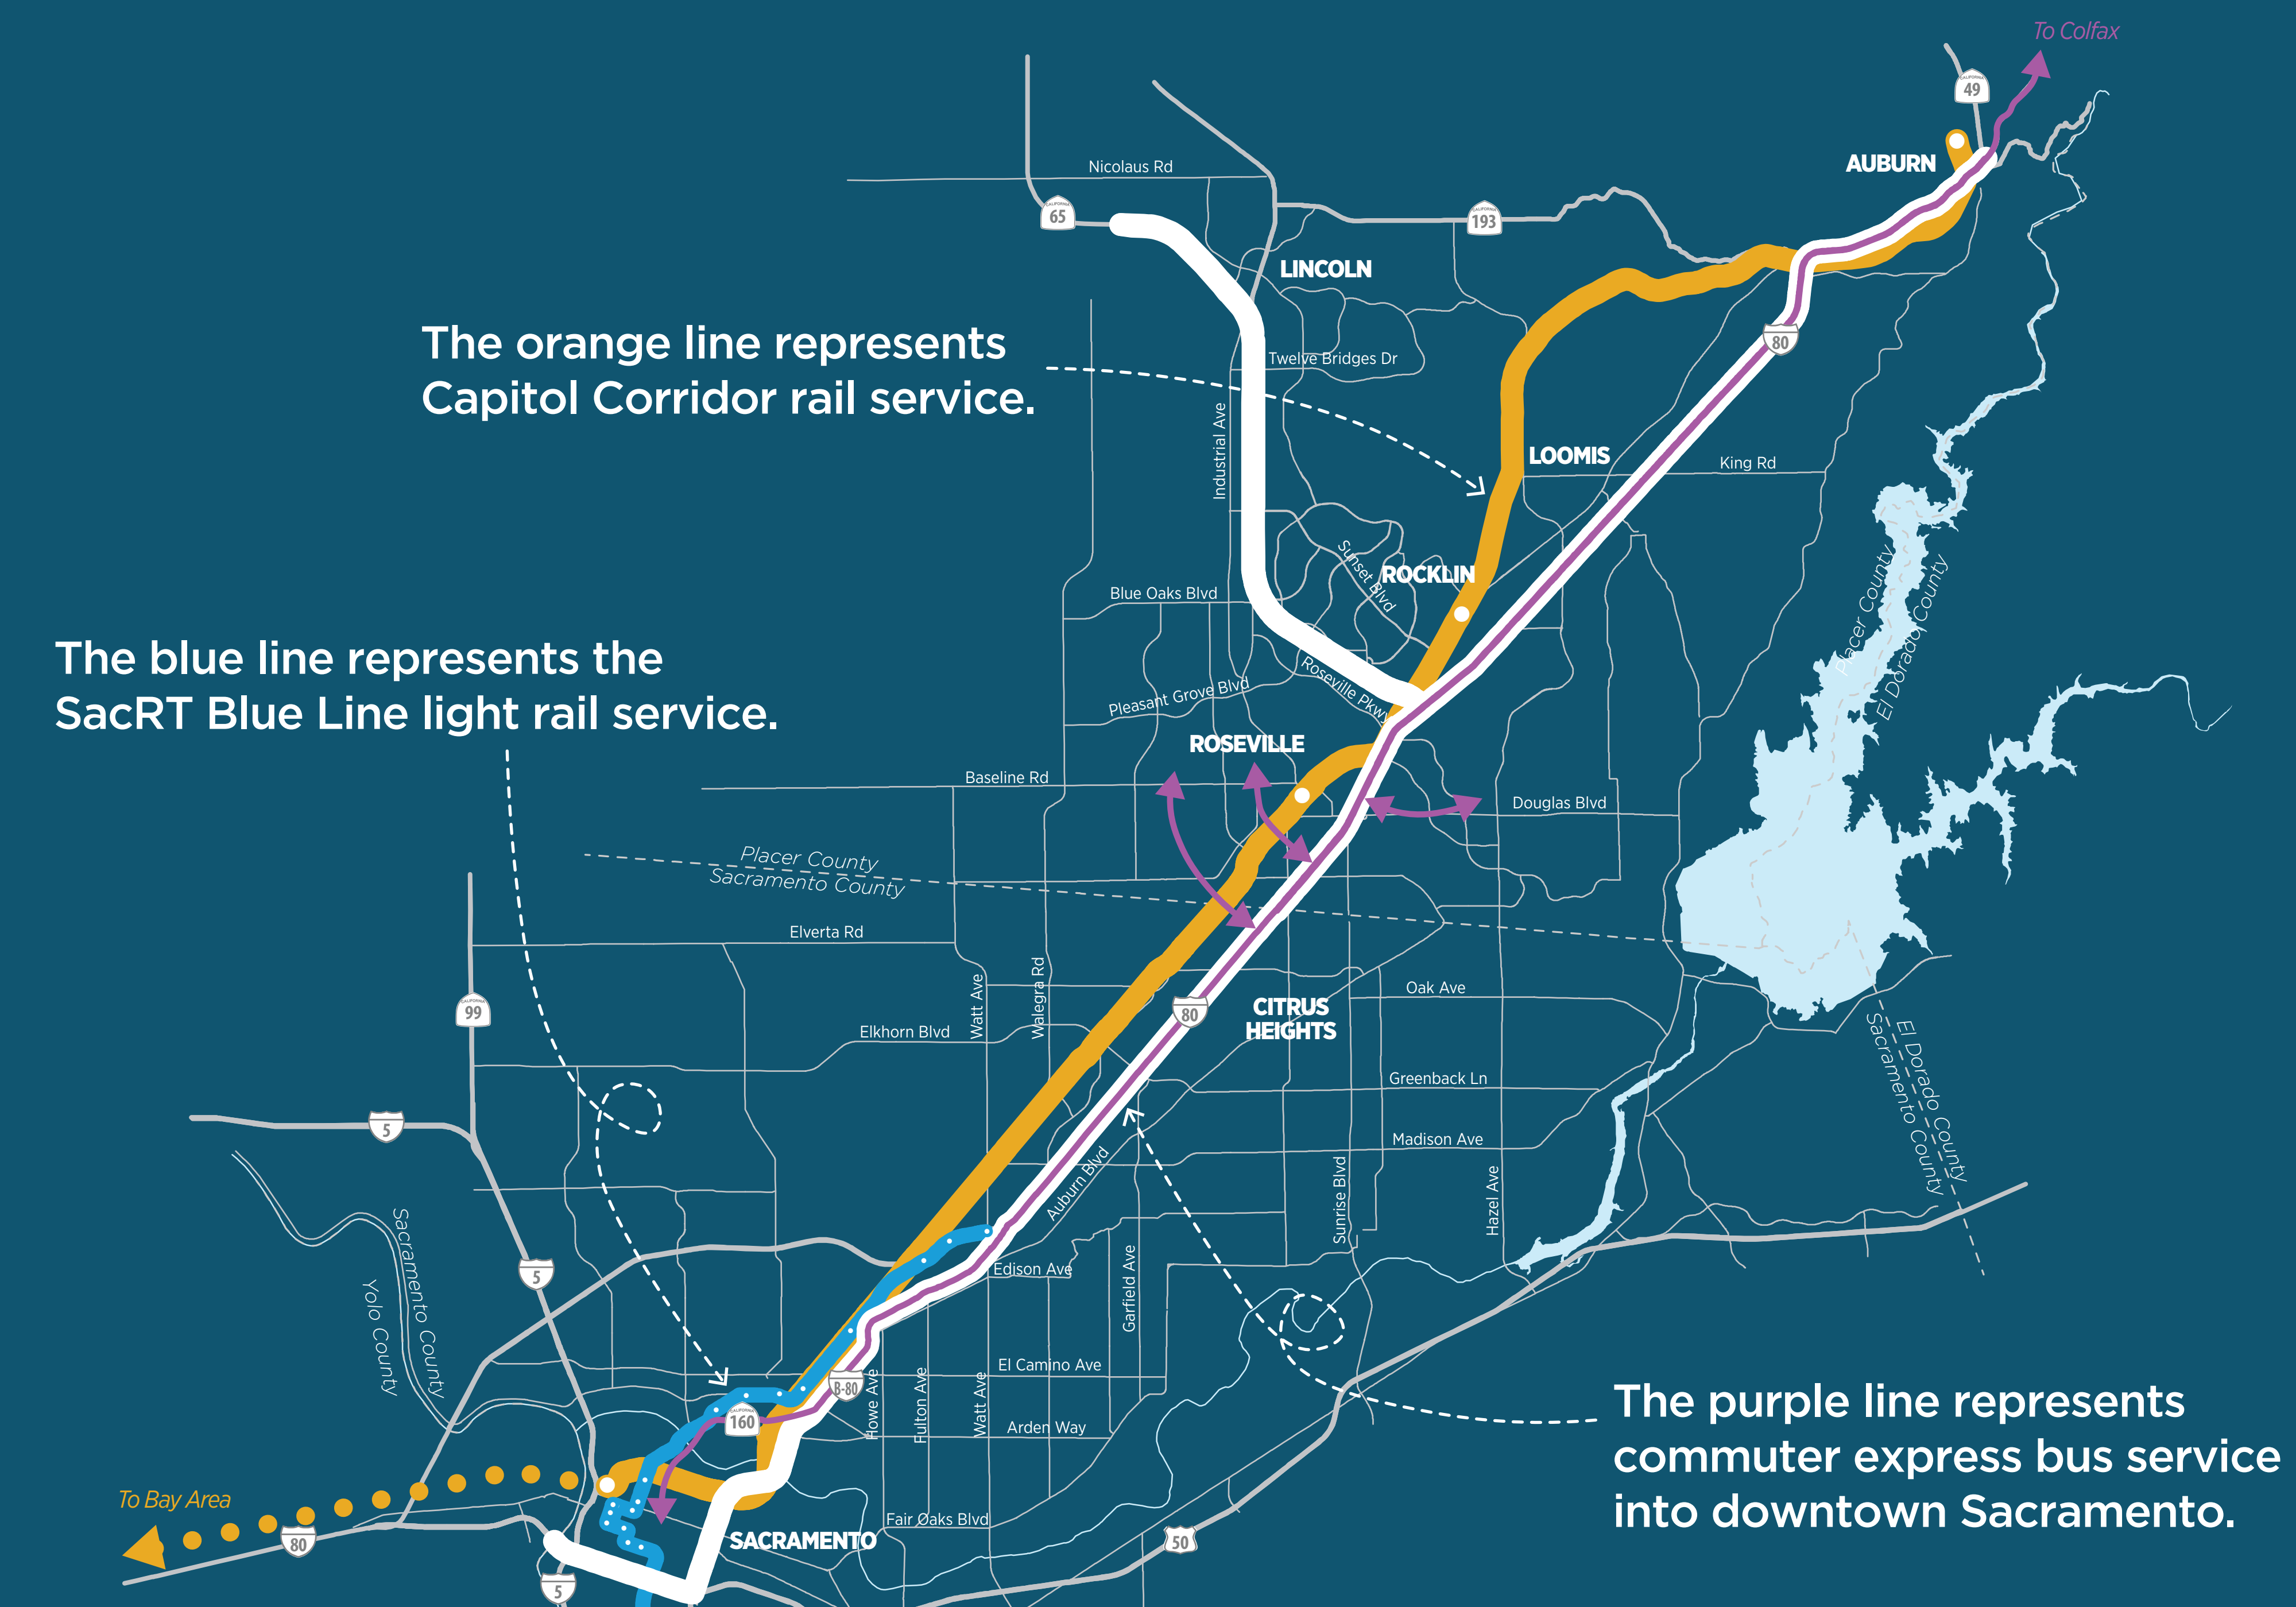 To Colfax
49
AUBURN
Nicolaus Rd
65
193
LINCOLN
The orange line represents
Capitol Corridor rail service.
80
Twelve Bridges Dr
Industrial Ave
LOOMIS
King Rd
Sunset Blvd
ROCKLIN
Placer County
El Dorado County
Blue Oaks Blvd
The blue line represents the
SacRT Blue Line light rail service.
Roseville Pkwy
Pleasant Grove Blvd
ROSEVILLE
Baseline Rd
Douglas Blvd
Placer County
Sacramento County
Elverta Rd
Watt Ave
Walegra Rd
99
80
CITRUS
HEIGHTS
Oak Ave
Elkhorn Blvd
El Dorado County
Sacramento County
Greenback Ln
5
Madison Ave
Auburn Blvd
Sunrise Blvd
Hazel Ave
Sacramento County
Yolo County
5
Edison Ave
Garfield Ave
El Camino Ave
B-80
Howe Ave
Fulton Ave
Watt Ave
CALIFORNIA
160
Arden Way
The purple line represents
commuter express bus service
into downtown Sacramento.
To Bay Area
80
SACRAMENTO
Fair Oaks Blvd
50
5